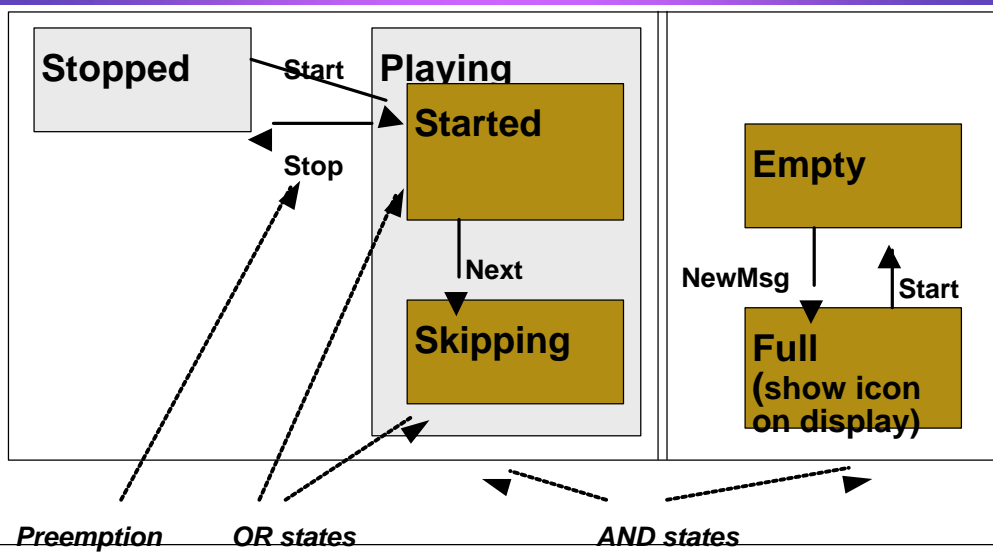 Stopped
Start
Playing
Started
Stop
Next
Skipping
Empty
NewMsg
Start
Full
(show icon
on display)
Preemption
OR states
AND states